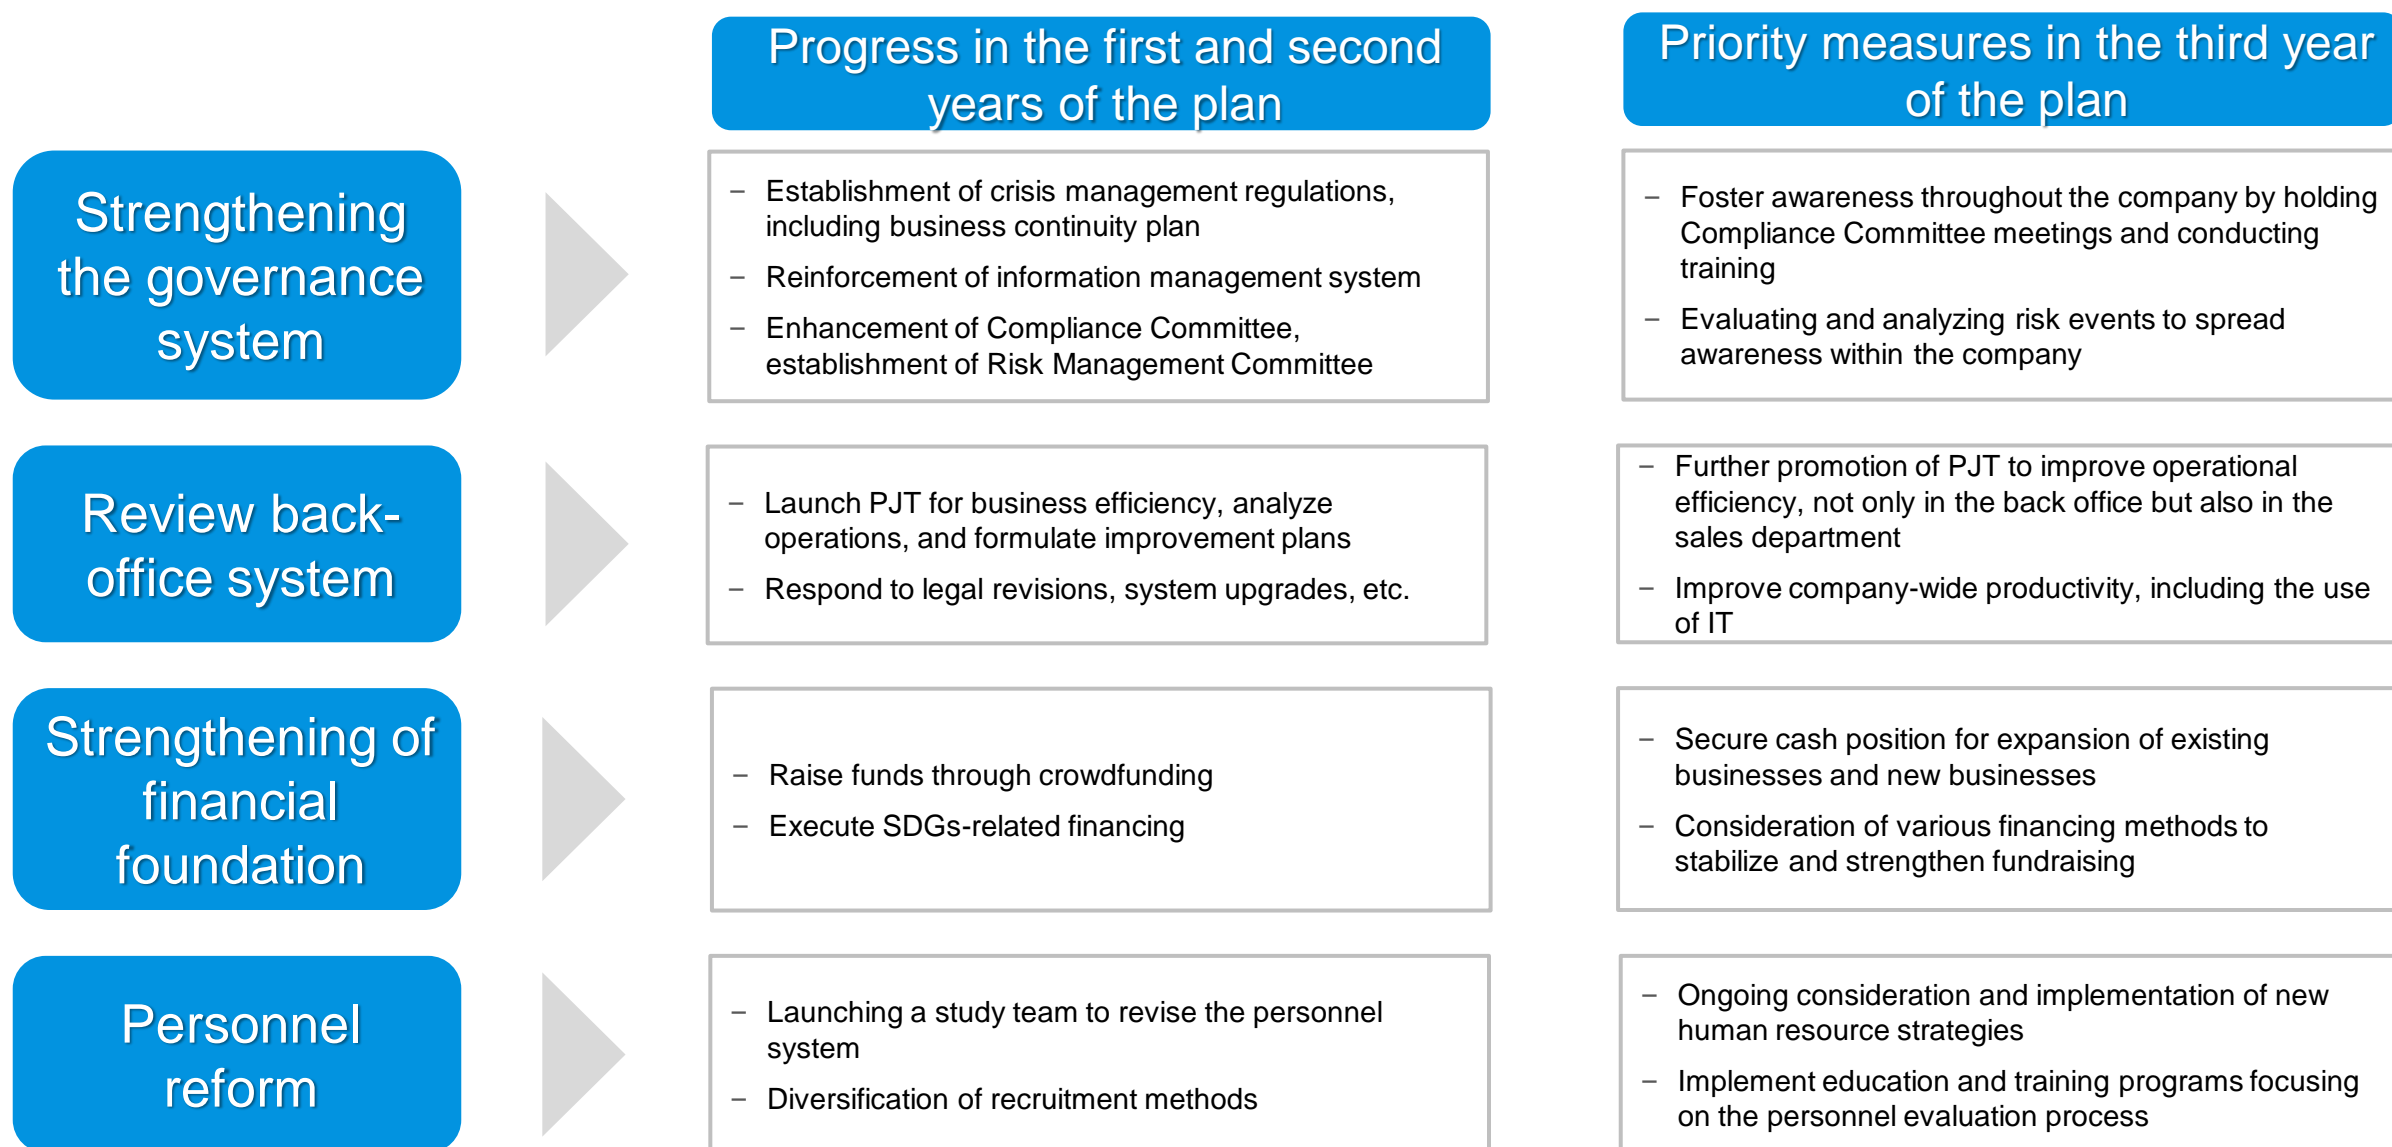 Progress in the first and second
years of the plan
Priority measures in the third year
of the plan
Strengthening
the governance
system
– Establishment of crisis management regulations,
including business continuity plan
– Reinforcement of information management system
– Enhancement of Compliance Committee,
establishment of Risk Management Committee
– Foster awareness throughout the company by holding
Compliance Committee meetings and conducting
training
– Evaluating and analyzing risk events to spread
awareness within the company
Review back-
office system
– Launch PJT for business efficiency, analyze
operations, and formulate improvement plans
– Respond to legal revisions, system upgrades, etc.
– Further promotion of PJT to improve operational
efficiency, not only in the back office but also in the
sales department
– Improve company-wide productivity, including the use
of IT
Strengthening of
financial
foundation
– Raise funds through crowdfunding
– Execute SDGs-related financing
– Secure cash position for expansion of existing
businesses and new businesses
– Consideration of various financing methods to
stabilize and strengthen fundraising
Personnel
reform
– Launching a study team to revise the personnel
system
– Diversification of recruitment methods
– Ongoing consideration and implementation of new
human resource strategies
– Implement education and training programs focusing
on the personnel evaluation process